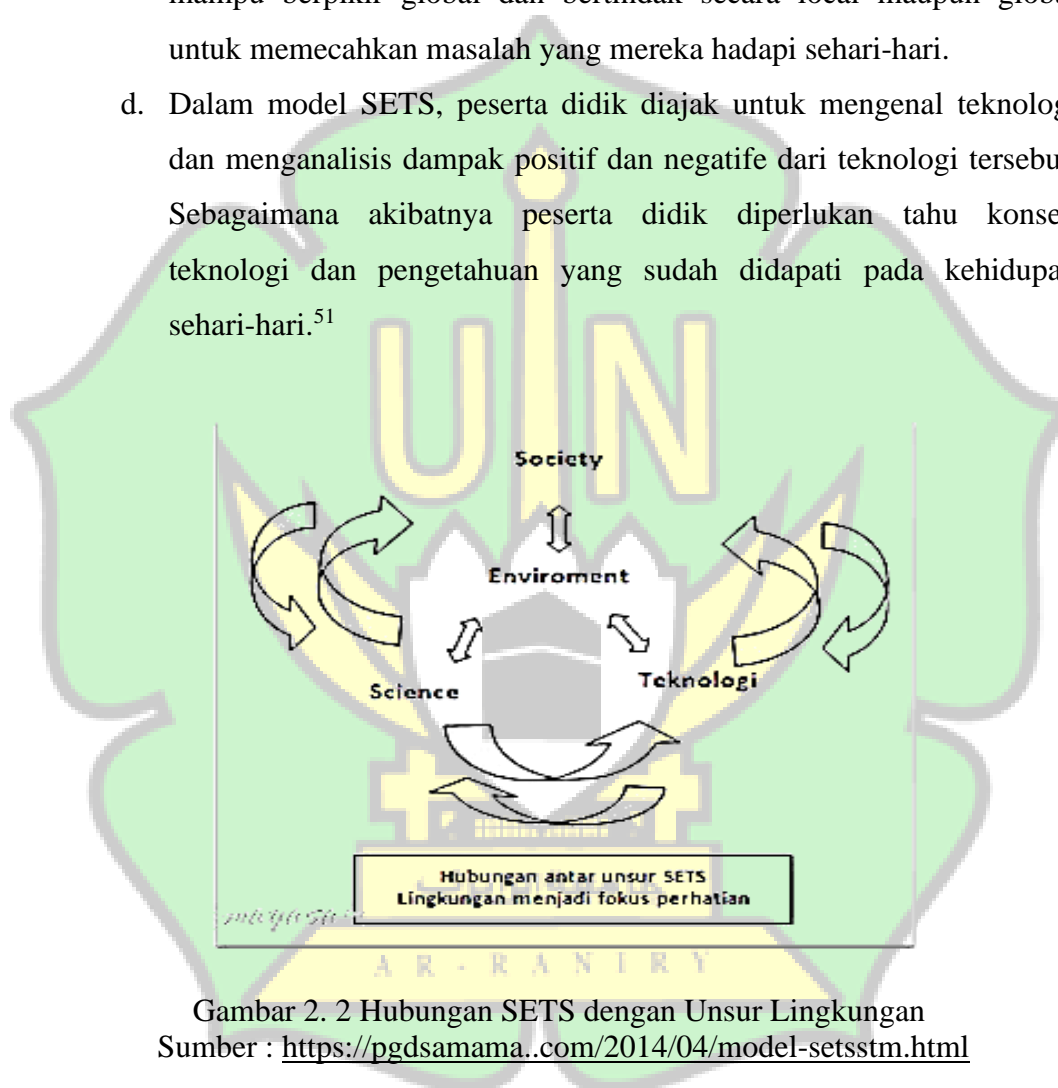 mampu berpikir global dan bertindak secara local maupun globa
untuk memecahkan masalah yang mereka hadapi sehari-hari.
d. Dalam model SETS, peserta didik diajak untuk mengenal teknolog
dan menganalisis dampak positif dan negatife dari teknologi tersebu
Sebagaimana akibatnya peserta didik diperlukan tahu konse
teknologi dan pengetahuan yang sudah didapati pada kehidupa
sehari-hari.51
UIN
Society
Enviroment
Science
Teknologi
Hubungan antar unsur SETS
Lingkungan menjadi fokus perhatian
AR-RANIRY
Gambar 2. 2 Hubungan SETS dengan Unsur Lingkungan
Sumber : https://pgdsamama..com/2014/04/model-setsstm.html